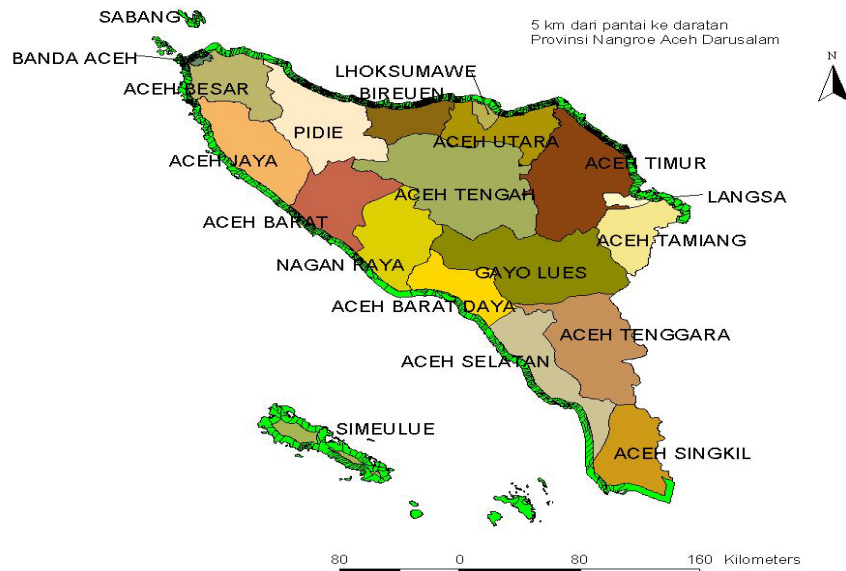 SABANG
5 km dari pantai ke daratan
Provinsi Nangroe Aceh Darusalam
BANDA ACEH
LHOKSUMAWE
N
ACEH BESAR
BIREUEN
PIDIE
ACEH UTARA
ACEH JAYA
ACEH TIMUR
ACEH TENGAH
LANGSA
ACEH BARAT
ACEH TAMIANG
NAGAN RAYA
GAYO LUES
ACEH BARAT DAYA
ACEH TENGGARA
ACEH SELATAN
SIMEULUE
ACEH SINGKIL
80 0 80 160 Kilometers